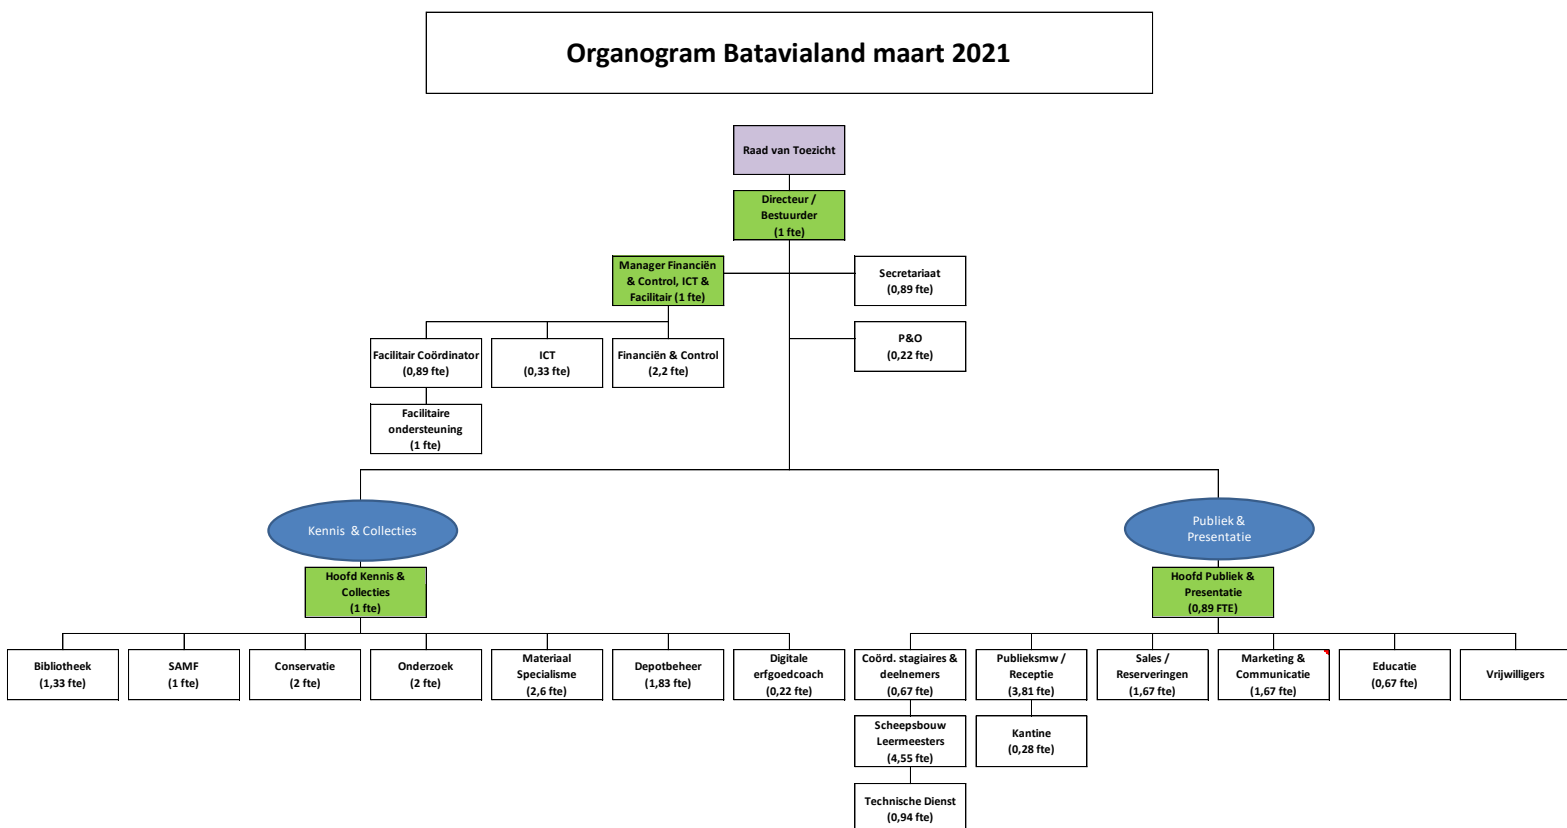 Organogram Batavialand maart 2021
Raad van Toezicht
Directeur /
Bestuurder
(1 fte)
Manager Financiën
& Control, ICT &
Facilitair (1 fte)
Secretariaat
(0,89 fte)
Facilitair Coördinator
(0,89 fte)
ICT
(0,33 fte)
Financiën & Control
(2,2 fte)
P&O
(0,22 fte)
Facilitaire
ondersteuning
(1 fte)
Kennis & Collecties
Publiek &
Presentatie
Hoofd Kennis &
Collecties
(1 fte)
Hoofd Publiek &
Presentatie
(0,89 FTE)
Bibliotheek
(1,33 fte)
SAMF
(1 fte)
Conservatie
(2 fte)
Onderzoek
(2 fte)
Materiaal
Specialisme
(2,6 fte)
Depotbeheer
(1,83 fte)
Digitale
erfgoedcoach
(0,22 fte)
Coörd. stagiaires &
deelnemers
(0,67 fte)
Publieksmw /
Receptie
(3,81 fte)
Sales /
Reserveringen
(1,67 fte)
Marketing &
Communicatie
(1,67 fte)
Educatie
(0,67 fte)
Vrijwilligers
Scheepsbouw
Leermeesters
(4,55 fte)
Kantine
(0,28 fte)
Technische Dienst
(0,94 fte)